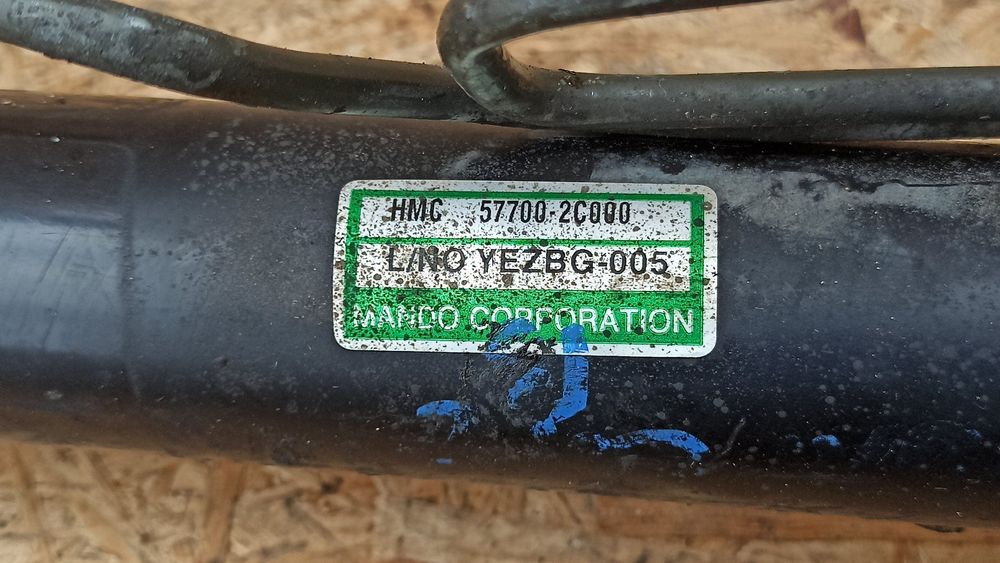 HMC 57700-2C000
L/NO YEZBG-005
MANDO CORPORATION